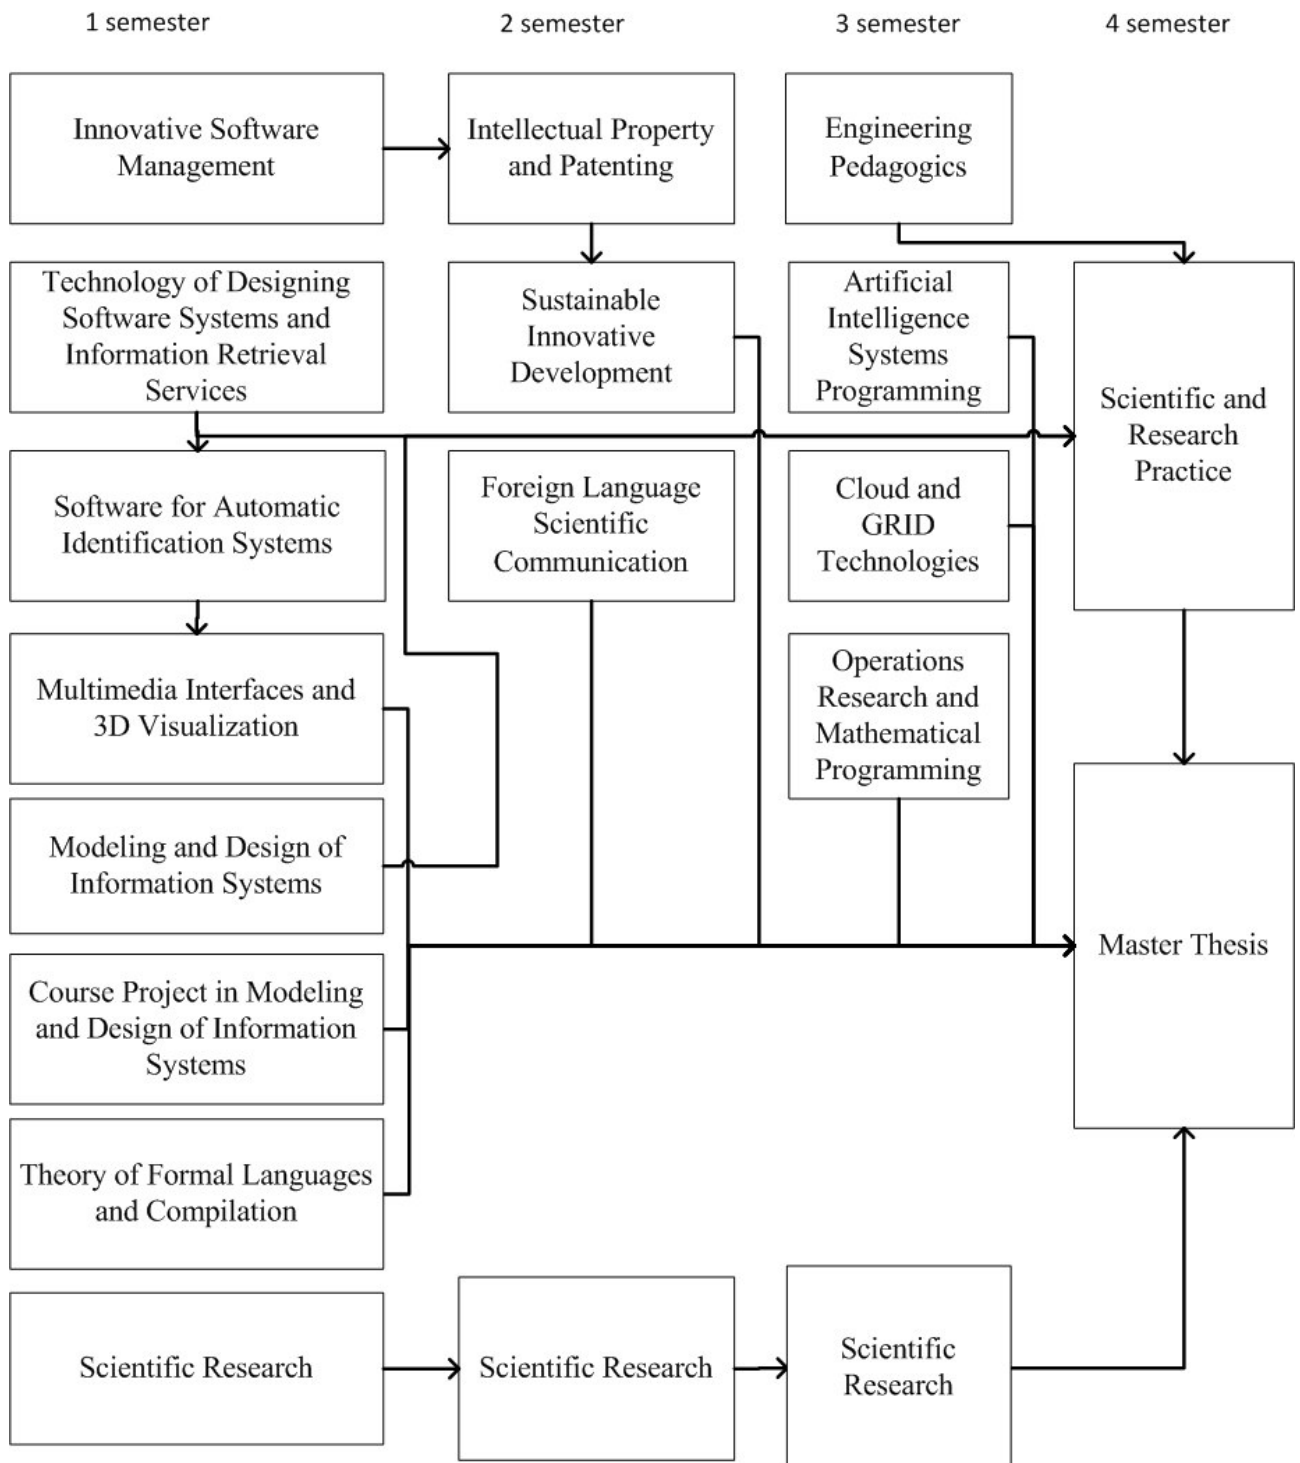 1 semester
2 semester
3 semester
4 semester
Innovative Software
Management
Intellectual Property
and Patenting
Engineering
Pedagogics
Technology of Designing
Software Systems and
Information Retrieval
Services
Sustainable
Innovative
Development
Artificial
Intelligence
Systems
Programming
Scientific and
Research
Practice
Software for Automatic
Identification Systems
Foreign Language
Scientific
Communication
Cloud and
GRID
Technologies
Multimedia Interfaces and
3D Visualization
Operations
Research and
Mathematical
Programming
Modeling and Design of
Information Systems
Master Thesis
Course Project in Modeling
and Design of Information
Systems
Theory of Formal Languages
and Compilation
Scientific Research
Scientific Research
Scientific
Research